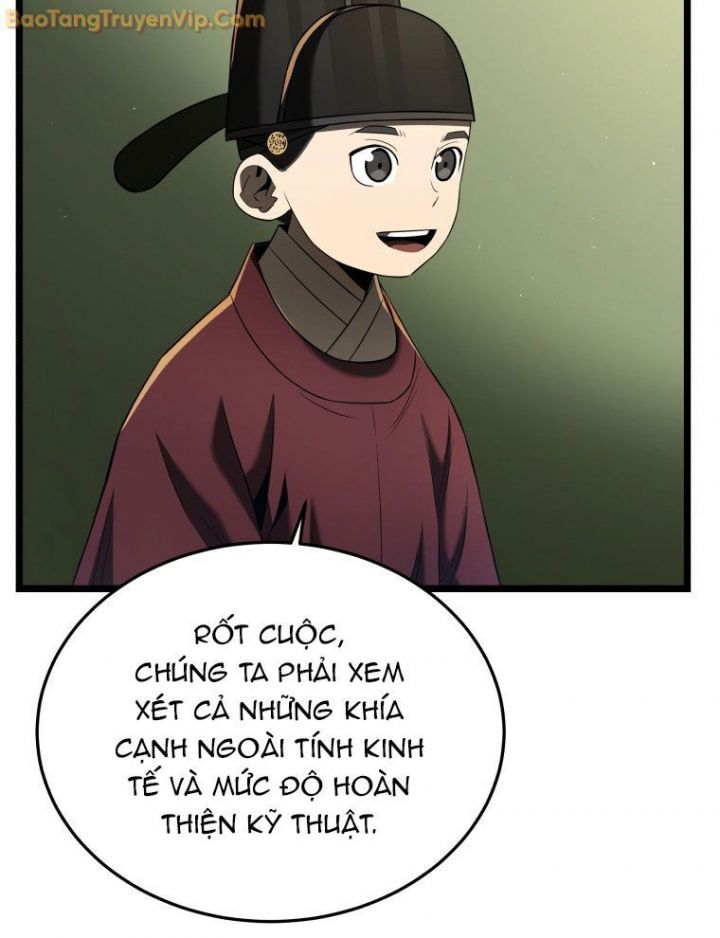 BaoTangTruyenVip.com
RỐT CUỘC,
CHÚNG TA PHẢI XEM
XÉT CẢ NHỮNG KHÍA
CẠNH NGOÀI TÍNH KINH
TẾ VÀ MỨC ĐỘ HOÀN
THIỆN KỸ THUẬT.